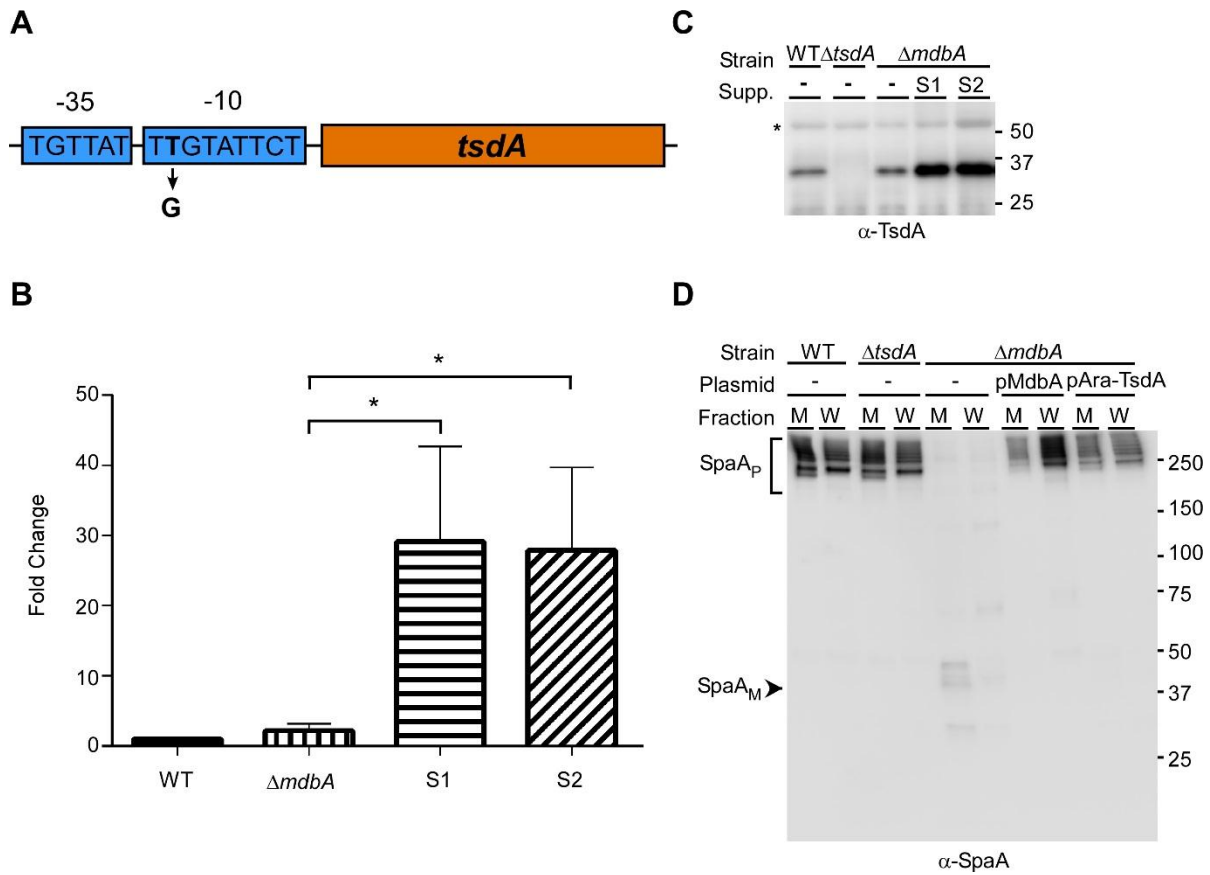 A
-35 -10
TGTTAT TTGTATTCT tsdA
G
B
50
40
30
20
10
0
Fold Change
* *
WT ΔmdbA S1 S2
C
Strain WT ΔtsdA ΔmdbA
Supp. - - - S1 S2
*
50
37
25
α-TsdA
D
Strain WT ΔtsdA ΔmdbA
Plasmid - - - pMdbA pAra-TsdA
Fraction M W M W M W M W M W
SpaAP
250
150
100
75
50
SpaAM
37
25
α-SpaA